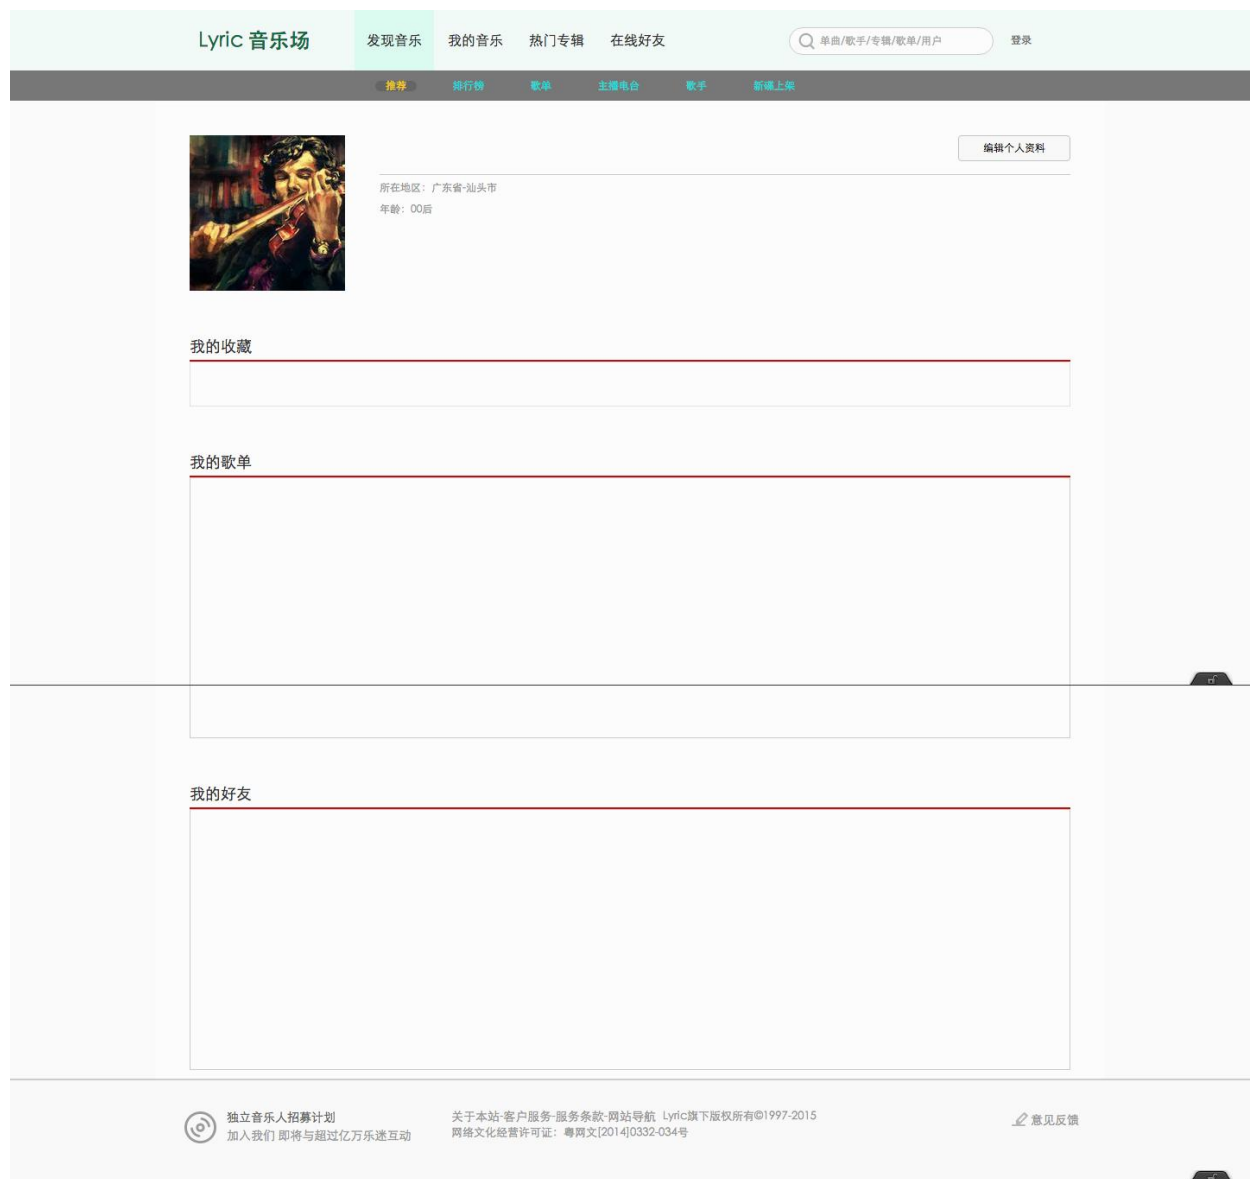 Lyric 音乐场 发现音乐 我的音乐 热门专辑 在线好友 单曲/歌手/专辑/歌单/用户 登录
推荐 排行榜 歌单 主播电台 歌手 新碟上架
编辑个人资料
所在地区：广东省-汕头市
年龄：00后
我的收藏
我的歌单
我的好友
独立音乐人招募计划
加入我们 即将与超过亿万乐迷互动
关于本站-客户服务-服务条款-网站导航 Lyric旗下版权所有©1997-2015
网络文化经营许可证：粤网文[2014]0332-034号
意见反馈